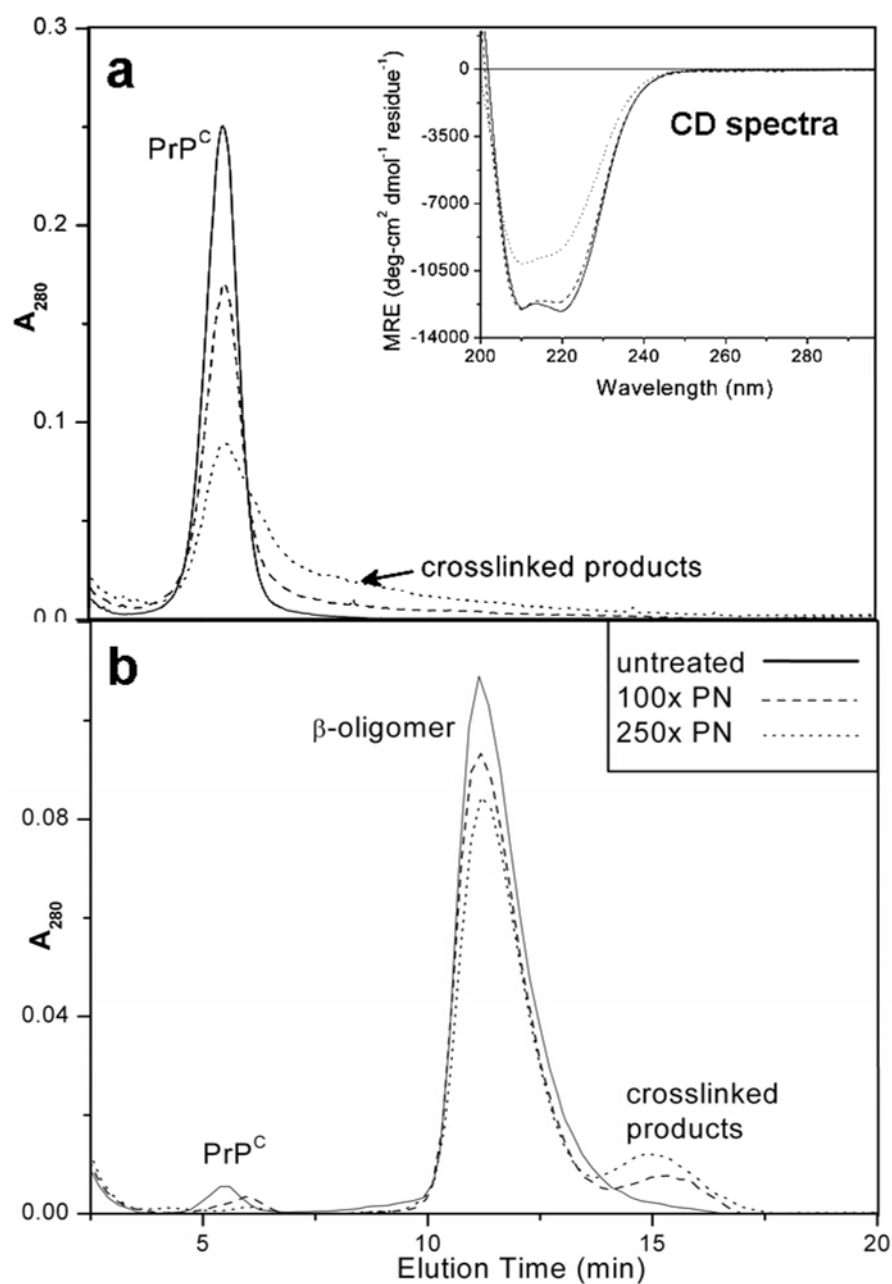 0.3
a
PrP^C
0
CD spectra
-3500
-7000
-10500
-14000
MRE (deg-cm² dmol⁻¹ residue⁻¹)
200 220 240 260 280
Wavelength (nm)
0.2
A₂₈₀
0.1
crosslinked products
0.0
b
untreated
100x PN
250x PN
β-oligomer
0.08
A₂₈₀
0.04
crosslinked
products
PrP^C
0.00
5 10 15 20
Elution Time (min)